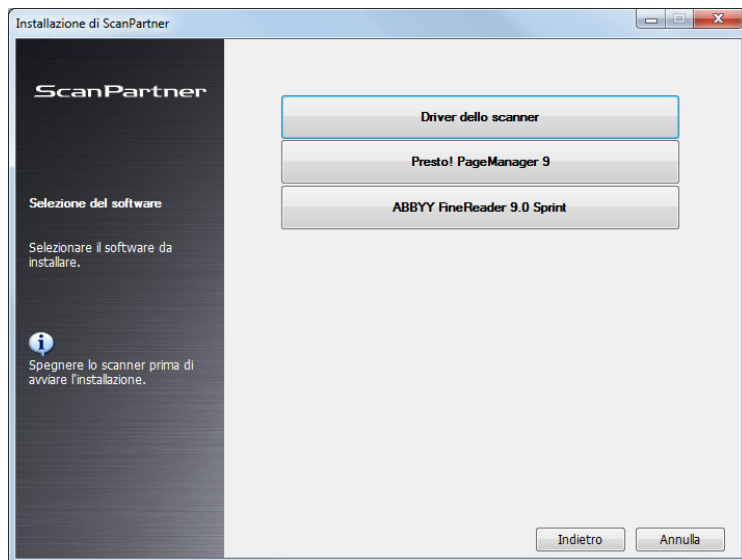 Installazione di ScanPartner
ScanPartner
Driver dello scanner
Presto! PageManager 9
ABBYY FineReader 9.0 Sprint
Selezione del software
Selezionare il software da
installare.
Spegnere lo scanner prima di
avviare l'installazione.
Indietro
Annulla